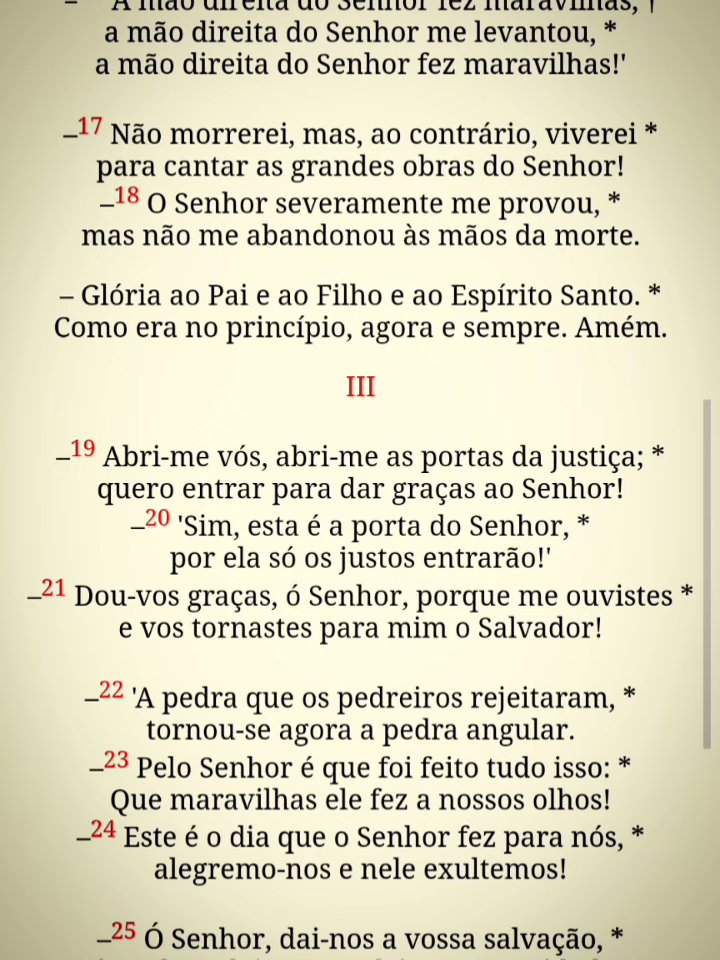 – "A mão direita do Senhor fez maravilhas, †
a mão direita do Senhor me levantou, *
a mão direita do Senhor fez maravilhas!'
–17 Não morrerei, mas, ao contrário, viverei *
para cantar as grandes obras do Senhor!
–18 O Senhor severamente me provou, *
mas não me abandonou às mãos da morte.
– Glória ao Pai e ao Filho e ao Espírito Santo. *
Como era no princípio, agora e sempre. Amém.
III
–19 Abri-me vós, abri-me as portas da justiça; *
quero entrar para dar graças ao Senhor!
–20 'Sim, esta é a porta do Senhor, *
por ela só os justos entrarão!'
–21 Dou-vos graças, ó Senhor, porque me ouvistes *
e vos tornastes para mim o Salvador!
–22 'A pedra que os pedreiros rejeitaram, *
tornou-se agora a pedra angular.
–23 Pelo Senhor é que foi feito tudo isso: *
Que maravilhas ele fez a nossos olhos!
–24 Este é o dia que o Senhor fez para nós, *
alegremo-nos e nele exultemos!
–25 Ó Senhor, dai-nos a vossa salvação, *